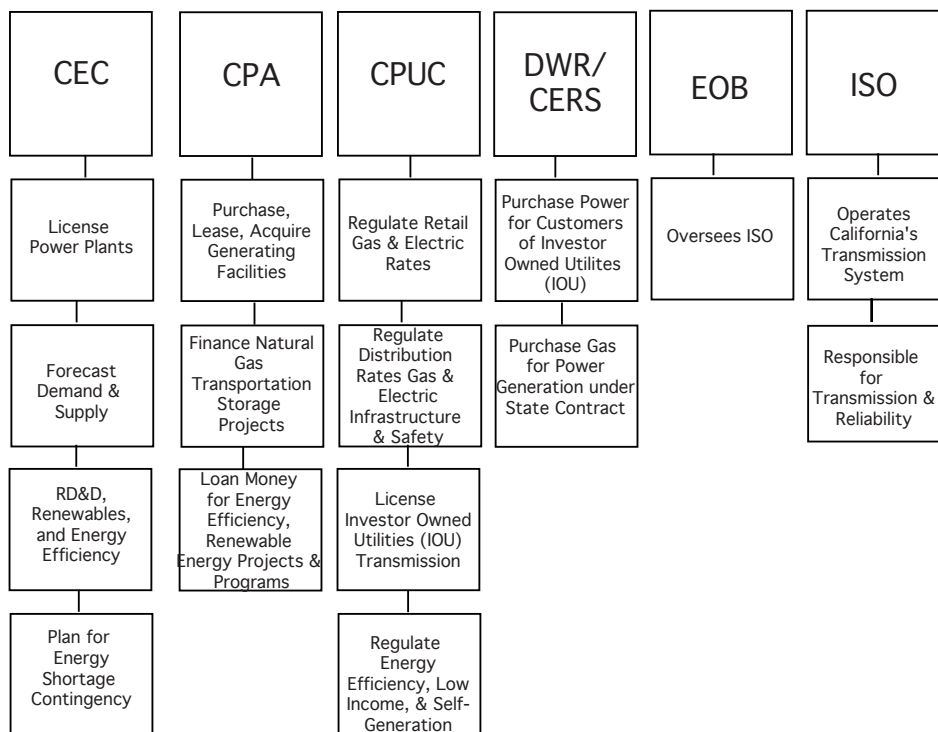 CEC
License
Power Plants
Forecast
Demand &
Supply
RD&D,
Renewables,
and Energy
Efficiency
Plan for
Energy
Shortage
Contingency
CPA
Purchase,
Lease, Acquire
Generating
Facilities
Finance Natural
Gas
Transportation
Storage
Projects
Loan Money
for Energy
Efficiency,
Renewable
Energy Projects &
Programs
CPUC
Regulate Retail
Gas & Electric
Rates
Regulate
Distribution
Rates Gas &
Electric
Infrastructure
& Safety
License
Investor Owned
Utilities (IOU)
Transmission
Regulate
Energy
Efficiency, Low
Income, & Self-
Generation
DWR/
CERS
Purchase Power
for Customers
of Investor
Owned Utilites
(IOU)
Purchase Gas
for Power
Generation under
State Contract
EOB
Oversees ISO
ISO
Operates
California's
Transmission
System
Responsible
for
Transmission &
Reliability